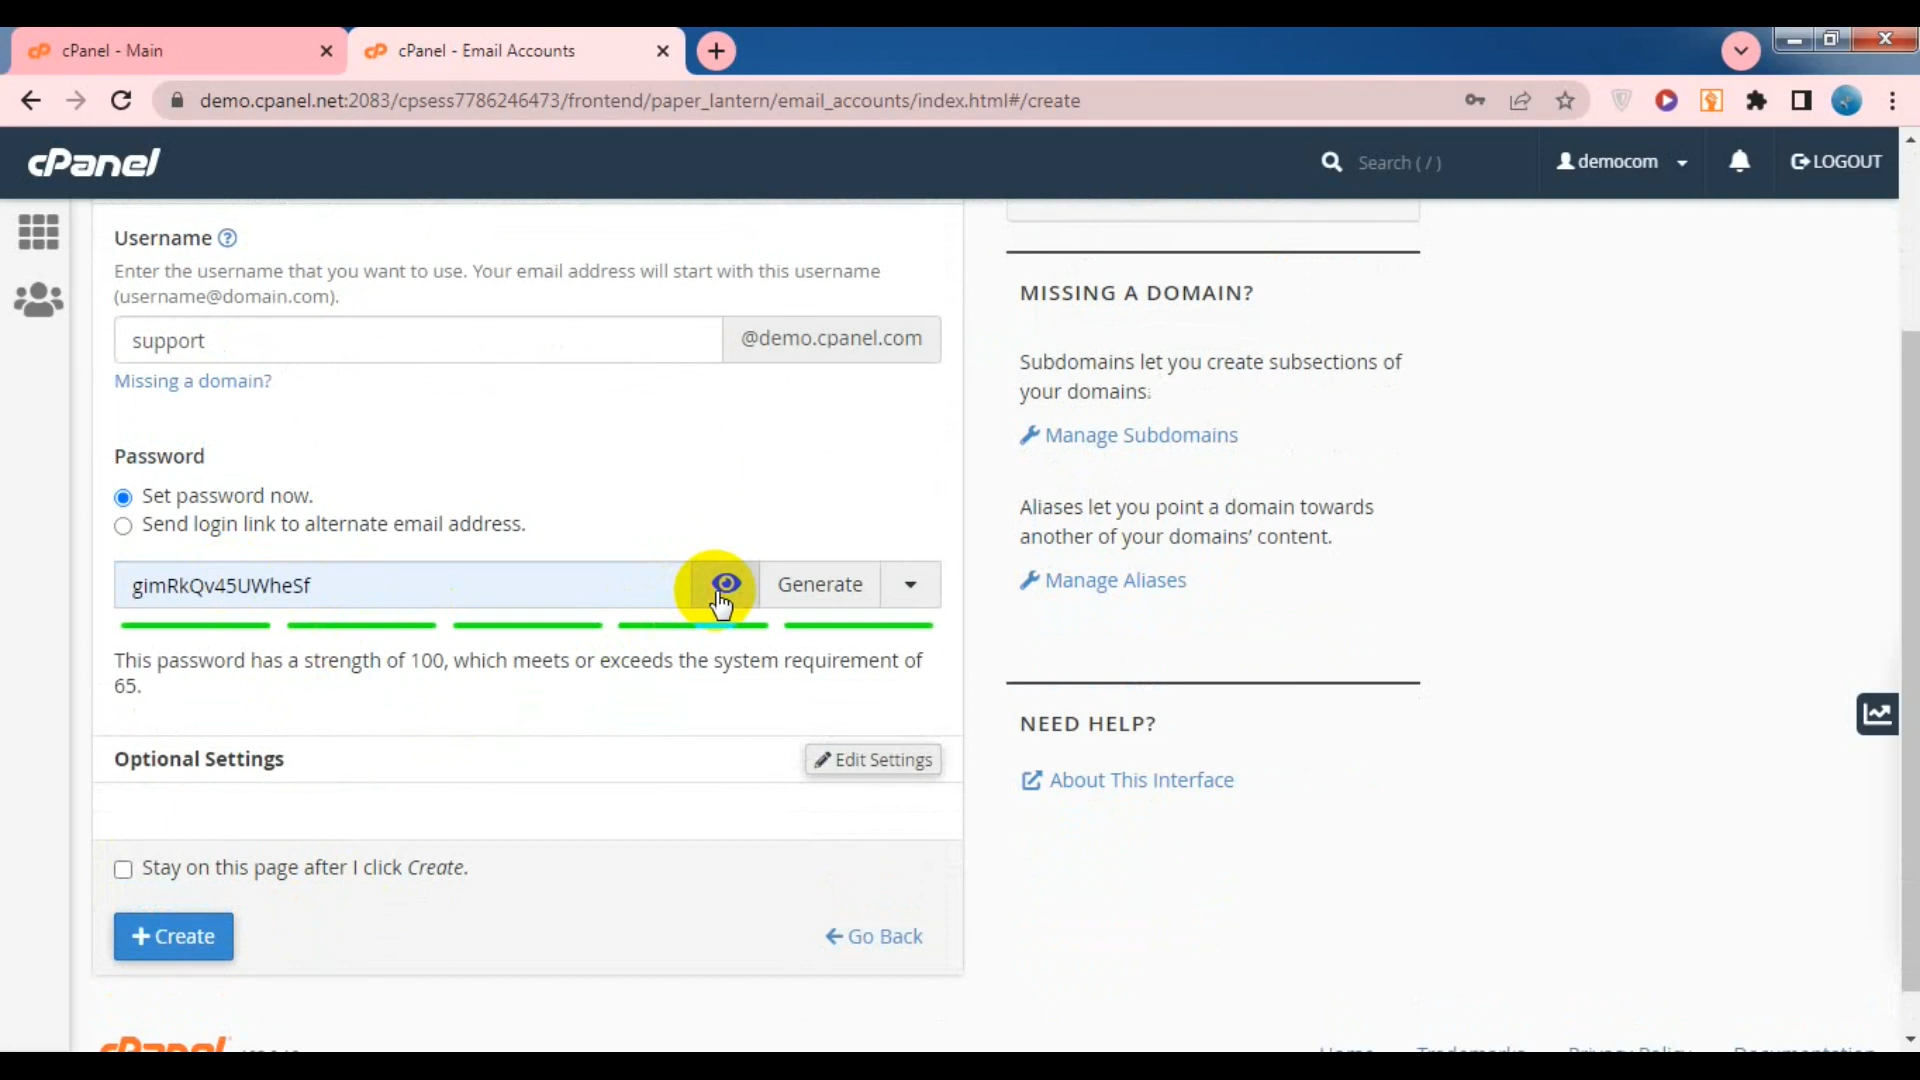 cPanel - Main
cPanel - Email Accounts
demo.cpanel.net:2083/cpsess7786246473/frontend/paper_lantern/email_accounts/index.html#/create
cPanel
Search ( / )
democom
LOGOUT
Username
Enter the username that you want to use. Your email address will start with this username
(username@domain.com).
support
@demo.cpanel.com
Missing a domain?
Password
Set password now.
Send login link to alternate email address.
gimRkQv45UWheSf
Generate
This password has a strength of 100, which meets or exceeds the system requirement of
65.
Optional Settings
Edit Settings
Stay on this page after I click Create.
Create
Go Back
MISSING A DOMAIN?
Subdomains let you create subsections of
your domains.
Manage Subdomains
Aliases let you point a domain towards
another of your domains’ content.
Manage Aliases
NEED HELP?
About This Interface
cPanel
Home
Trademarks
Privacy Policy
Documentation